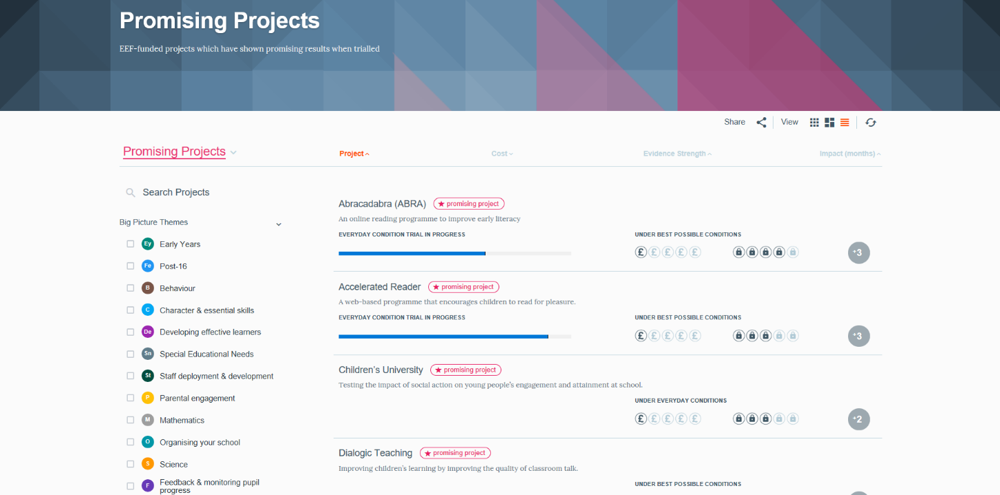 Promising Projects
EEF-funded projects which have shown promising results when trialled
Share View
Promising Projects
Project Cost Evidence Strength Impact (months)
Search Projects
Big Picture Themes
Ey Early Years
Fe Post-16
B Behaviour
C Character & essential skills
De Developing effective learners
Sn Special Educational Needs
St Staff deployment & development
P Parental engagement
M Mathematics
O Organising your school
S Science
F Feedback & monitoring pupil
progress
Abracadabra (ABRA) ★ promising project
An online reading programme to improve early literacy
EVERYDAY CONDITION TRIAL IN PROGRESS
UNDER BEST POSSIBLE CONDITIONS
£ £ £ £ £
+3
Accelerated Reader ★ promising project
A web-based programme that encourages children to read for pleasure.
EVERYDAY CONDITION TRIAL IN PROGRESS
UNDER BEST POSSIBLE CONDITIONS
£ £ £ £ £
+3
Children's University ★ promising project
Testing the impact of social action on young people's engagement and attainment at school.
UNDER EVERYDAY CONDITIONS
£ £ £ £ £
+2
Dialogic Teaching ★ promising project
Improving children's learning by improving the quality of classroom talk.
UNDER BEST POSSIBLE CONDITIONS